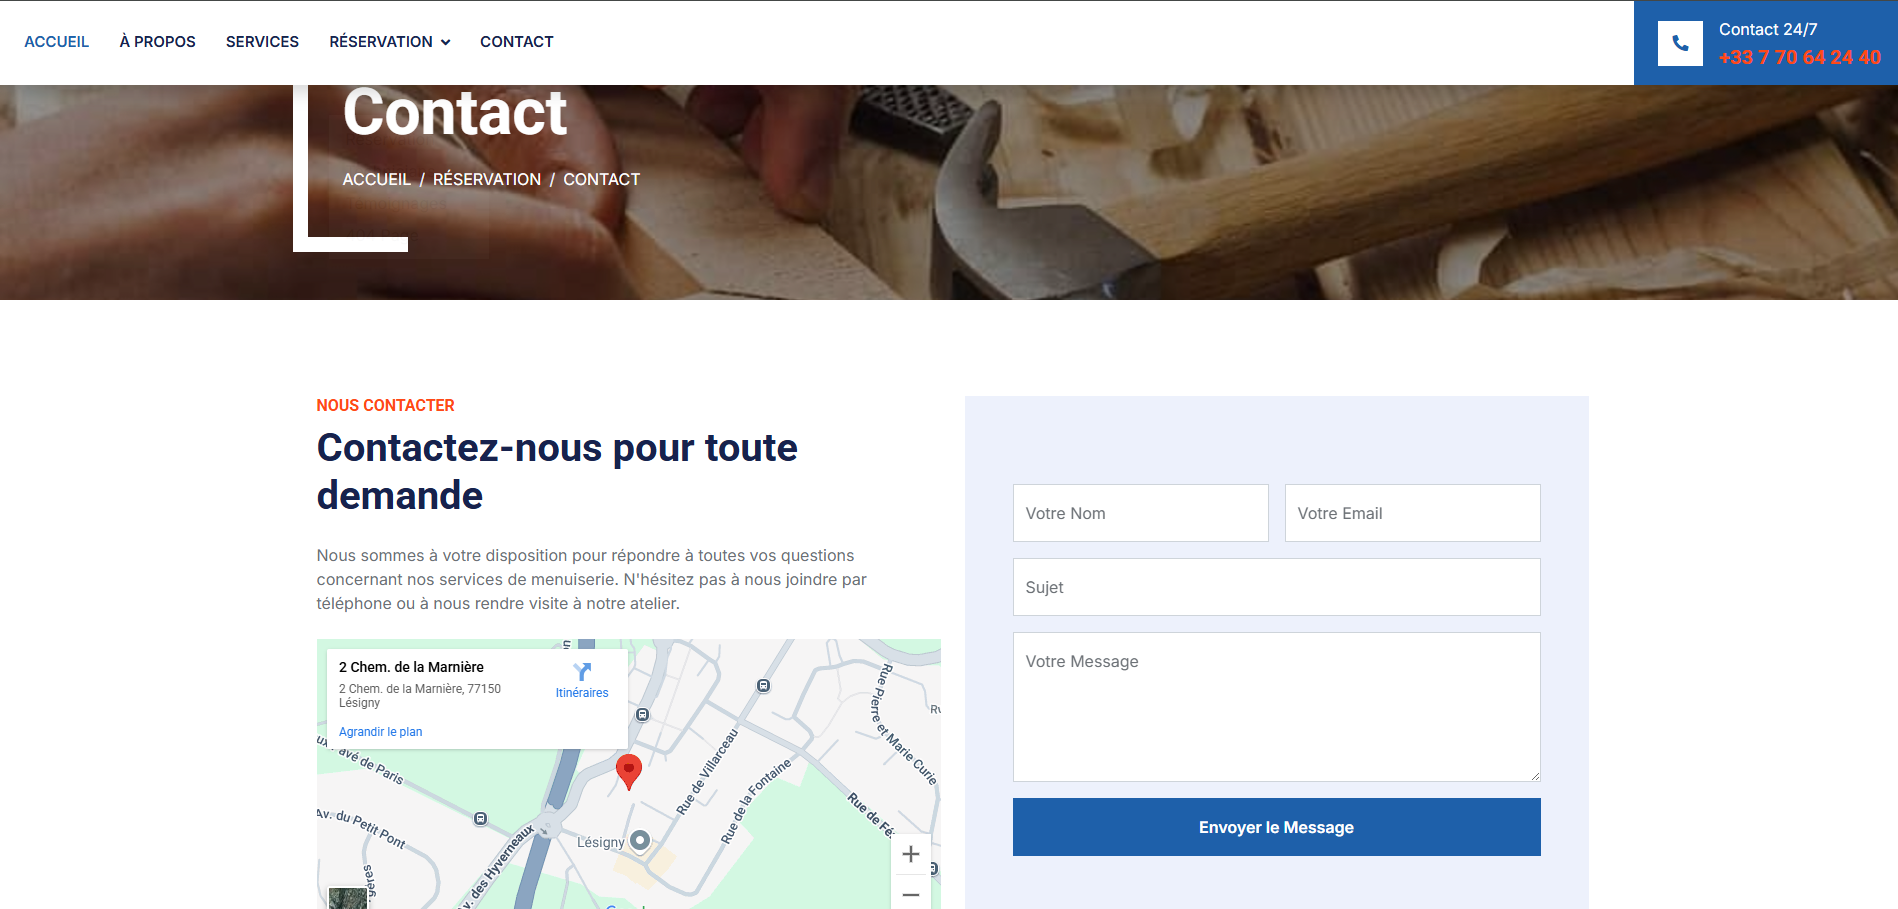 ACCUEIL À PROPOS SERVICES RÉSERVATION CONTACT
Contact 24/7
+33 7 70 64 24 40
Contact
ACCUEIL / RÉSERVATION / CONTACT
NOUS CONTACTER
Contactez-nous pour toute
demande
Nous sommes à votre disposition pour répondre à toutes vos questions
concernant nos services de menuiserie. N'hésitez pas à nous joindre par
téléphone ou à nous rendre visite à notre atelier.
2 Chem. de la Marnière
2 Chem. de la Marnière, 77150
Lésigny
Itinéraires
Agrandir le plan
avé de Paris
Av. du Petit Pont
Av. des Hyverneaux
Lésigny
Rue de Villarceau
Rue de la Fontaine
Rue Pierre et Marie Curie
Rue de Fé
Votre Nom
Votre Email
Sujet
Votre Message
Envoyer le Message